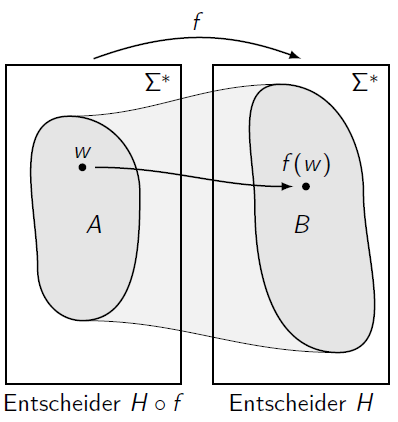 f
Σ* Σ*
w
f(w)
A B
Entscheider H ∘ f Entscheider H